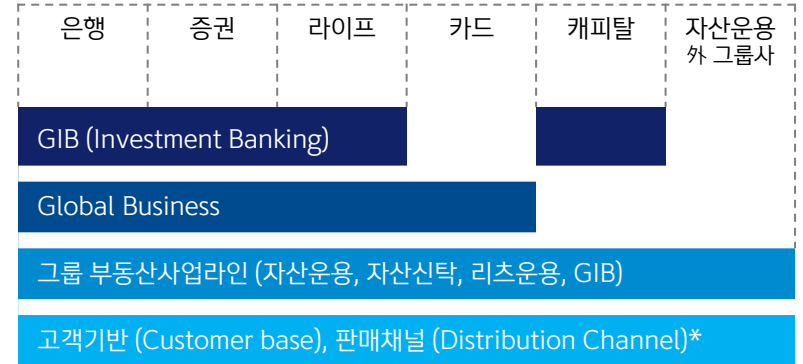 은행 증권 라이프 카드 캐피탈 자산운용
外 그룹사
GIB (Investment Banking)
Global Business
그룹 부동산사업라인 (자산운용, 자산신탁, 리츠운용, GIB)
고객기반 (Customer base), 판매채널 (Distribution Channel)*